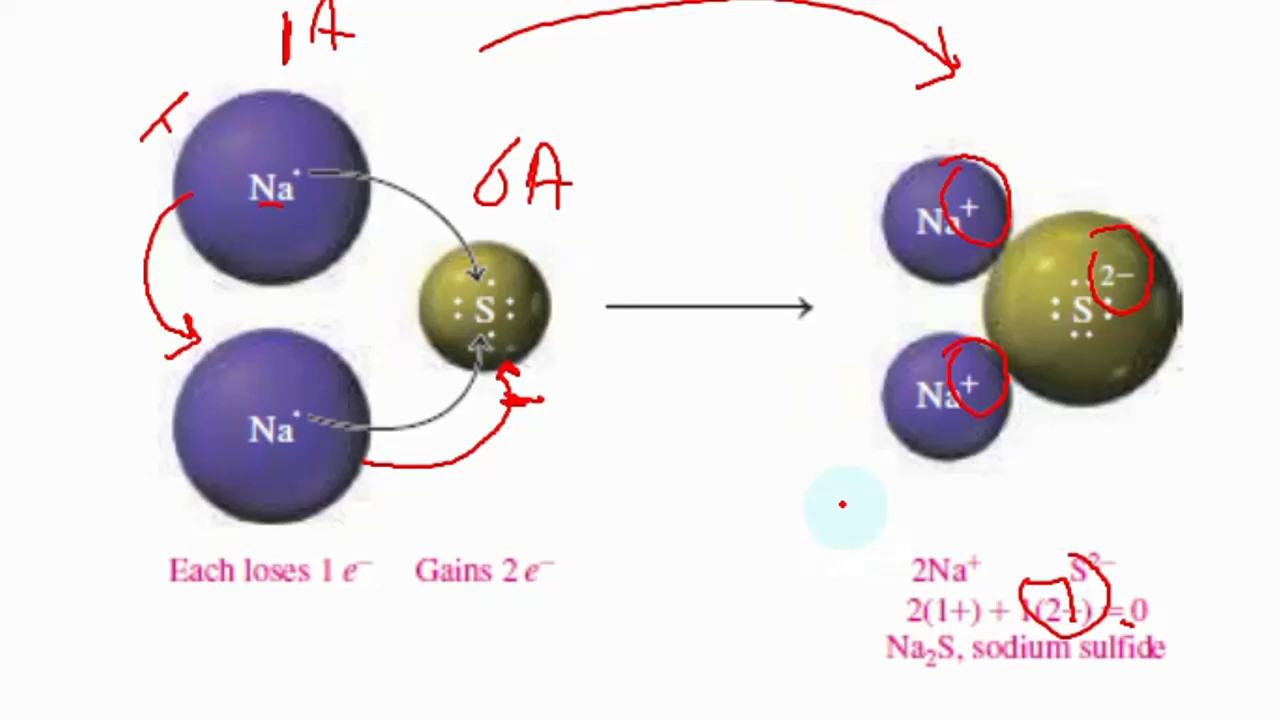 1A
6A
Na·
S
Na·
Na⁺
S²⁻
Na⁺
Each loses 1 e⁻
Gains 2 e⁻
2Na⁺ S²⁻
2(1+) + 1(2−) = 0
Na₂S, sodium sulfide